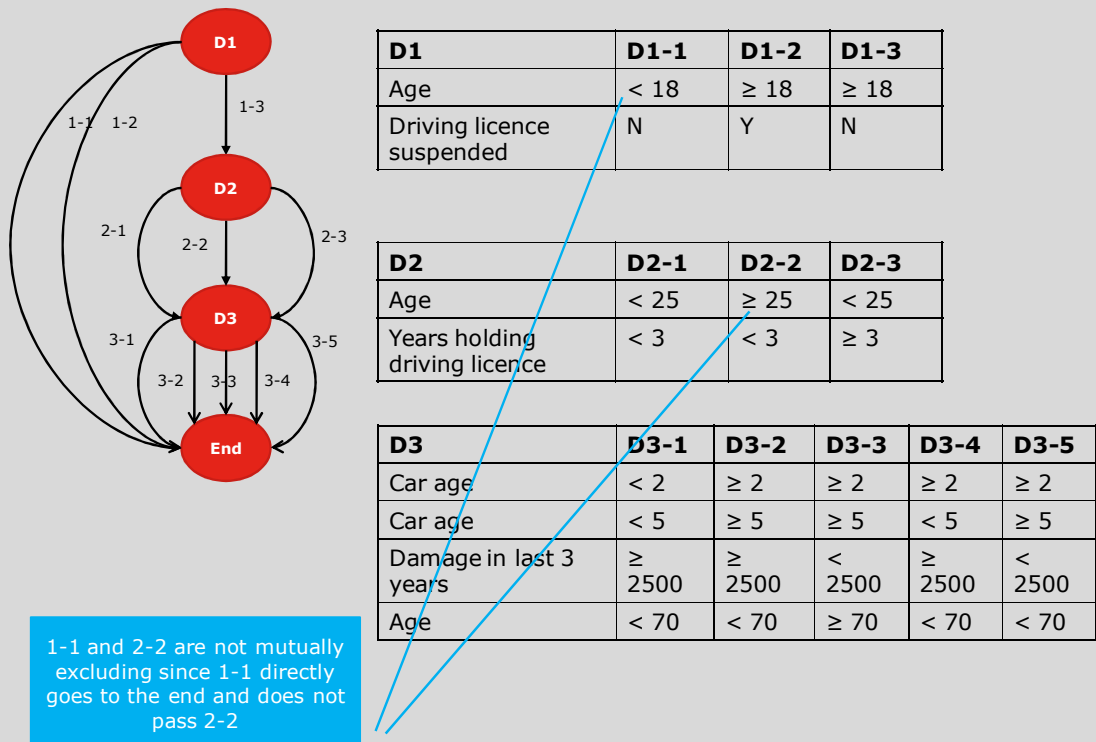 D1
1-1 1-2
1-3
D2
2-1
2-2
2-3
D3
3-1
3-2
3-3
3-4
3-5
End
D1 D1-1 D1-2 D1-3
Age < 18 ≥ 18 ≥ 18
Driving licence
suspended N Y N
D2 D2-1 D2-2 D2-3
Age < 25 ≥ 25 < 25
Years holding
driving licence < 3 < 3 ≥ 3
D3 D3-1 D3-2 D3-3 D3-4 D3-5
Car age < 2 ≥ 2 ≥ 2 ≥ 2 ≥ 2
Car age < 5 ≥ 5 ≥ 5 < 5 ≥ 5
Damage in last 3 ≥ ≥ < ≥ <
years 2500 2500 2500 2500 2500
Age < 70 < 70 ≥ 70 < 70 < 70
1-1 and 2-2 are not mutually
excluding since 1-1 directly
goes to the end and does not
pass 2-2